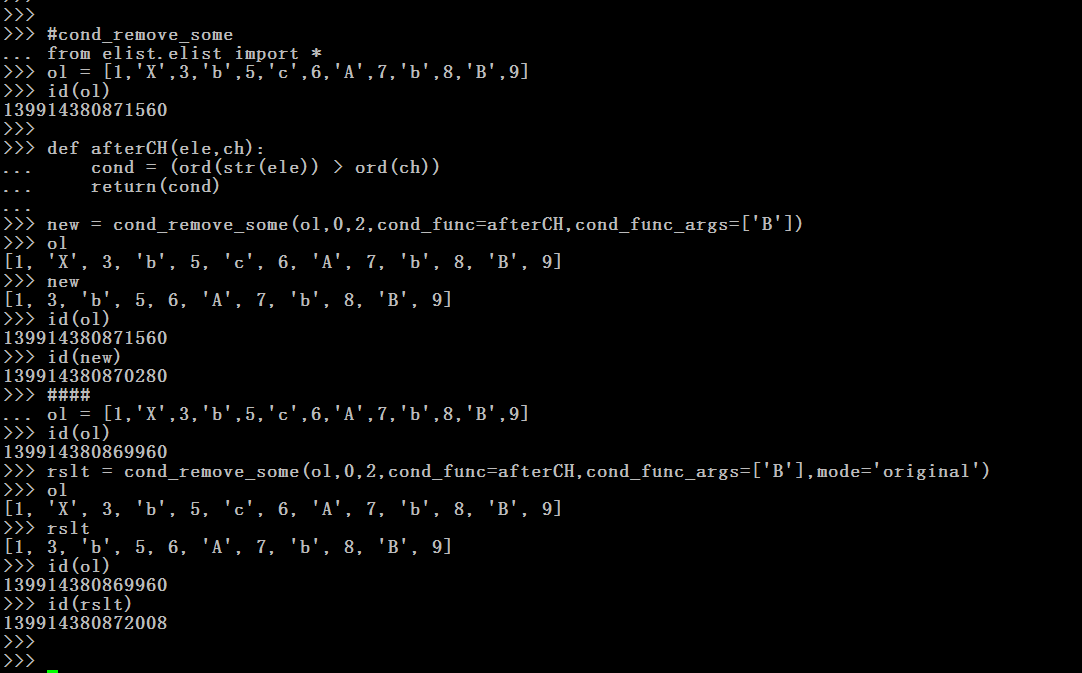 >>>
>>>
>>> #cond_remove_some
... from elist.elist import *
>>> ol = [1,'X',3,'b',5,'c',6,'A',7,'b',8,'B',9]
>>> id(ol)
139914380871560
>>>
>>> def afterCH(ele,ch):
...     cond = (ord(str(ele)) > ord(ch))
...     return(cond)
...
>>> new = cond_remove_some(ol,0,2,cond_func=afterCH,cond_func_args=['B'])
>>> ol
[1, 'X', 3, 'b', 5, 'c', 6, 'A', 7, 'b', 8, 'B', 9]
>>> new
[1, 3, 'b', 5, 6, 'A', 7, 'b', 8, 'B', 9]
>>> id(ol)
139914380871560
>>> id(new)
139914380870280
>>> ####
... ol = [1,'X',3,'b',5,'c',6,'A',7,'b',8,'B',9]
>>> id(ol)
139914380869960
>>> rslt = cond_remove_some(ol,0,2,cond_func=afterCH,cond_func_args=['B'],mode='original')
>>> ol
[1, 'X', 3, 'b', 5, 'c', 6, 'A', 7, 'b', 8, 'B', 9]
>>> rslt
[1, 3, 'b', 5, 6, 'A', 7, 'b', 8, 'B', 9]
>>> id(ol)
139914380869960
>>> id(rslt)
139914380872008
>>>
>>>